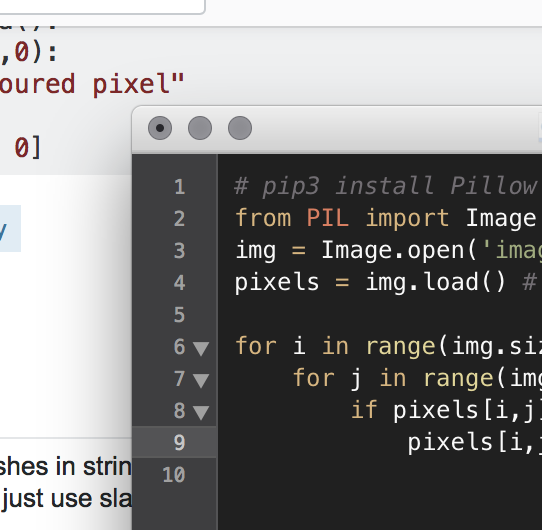 ():
,0):
oured pixel"
0]
y
shes in strin
just use sla
1 # pip3 install Pillow
2 from PIL import Image
3 img = Image.open('imag
4 pixels = img.load() #
5
6 for i in range(img.siz
7 for j in range(img
8 if pixels[i,j]
9 pixels[i,j
10